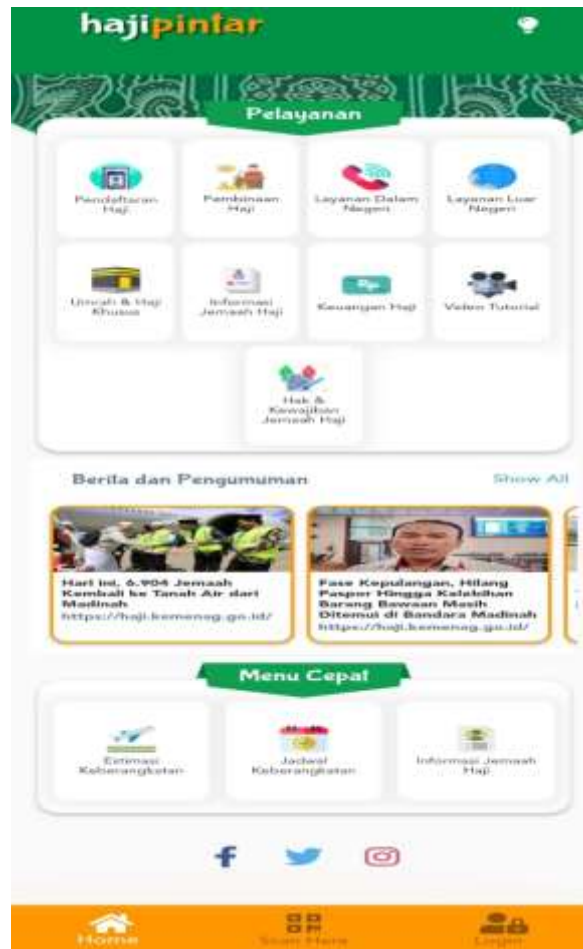 hajipintar
Pelayanan
Pendaftaran
Haji
Pembinaan
Haji
Layanan Dalam
Negeri
Layanan Luar
Negeri
Umrah & Haji
Khusus
Informasi
Jemaah Haji
Keuangan Haji
Video Tutorial
Hak &
Kewajiban
Jemaah Haji
Berita dan Pengumuman
Show All
Hari ini, 6.904 Jemaah
Kembali ke Tanah Air dari
Madinah
https://haji.kemenag.go.id/
Fase Kepulangan, Hilang
Paspor Hingga Kelebihan
Barang Bawaan Masih
Ditemui di Bandara Madinah
https://haji.kemenag.go.id/
Menu Cepat
Estimasi
Keberangkatan
Jadwal
Keberangkatan
Informasi Jemaah
Haji
Home
Scan Here
Login